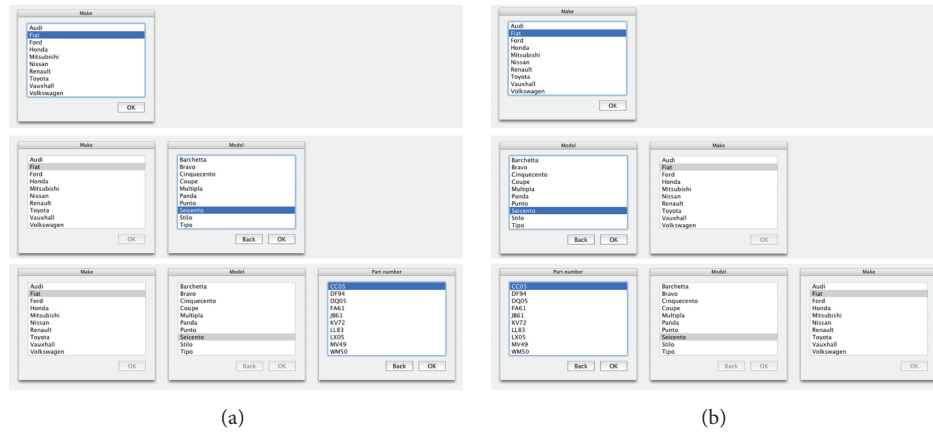 Make
Audi
Fiat
Ford
Honda
Mitsubishi
Nissan
Renault
Toyota
Vauxhall
Volkswagen
OK
Make
Audi
Fiat
Ford
Honda
Mitsubishi
Nissan
Renault
Toyota
Vauxhall
Volkswagen
OK
Model
Barchetta
Bravo
Cinquecento
Coupe
Multipla
Panda
Punto
Seicento
Stilo
Tipo
Back OK
Make
Audi
Fiat
Ford
Honda
Mitsubishi
Nissan
Renault
Toyota
Vauxhall
Volkswagen
OK
Model
Barchetta
Bravo
Cinquecento
Coupe
Multipla
Panda
Punto
Seicento
Stilo
Tipo
Back OK
Part number
CC05
DF94
DQ05
FA61
JB61
KV72
LL83
LX05
MV49
WM50
Back OK
(a)
Make
Audi
Fiat
Ford
Honda
Mitsubishi
Nissan
Renault
Toyota
Vauxhall
Volkswagen
OK
Model
Barchetta
Bravo
Cinquecento
Coupe
Multipla
Panda
Punto
Seicento
Stilo
Tipo
Back OK
Make
Audi
Fiat
Ford
Honda
Mitsubishi
Nissan
Renault
Toyota
Vauxhall
Volkswagen
OK
Part number
CC05
DF94
DQ05
FA61
JB61
KV72
LL83
LX05
MV49
WM50
Back OK
Model
Barchetta
Bravo
Cinquecento
Coupe
Multipla
Panda
Punto
Seicento
Stilo
Tipo
Back OK
Make
Audi
Fiat
Ford
Honda
Mitsubishi
Nissan
Renault
Toyota
Vauxhall
Volkswagen
OK
(b)